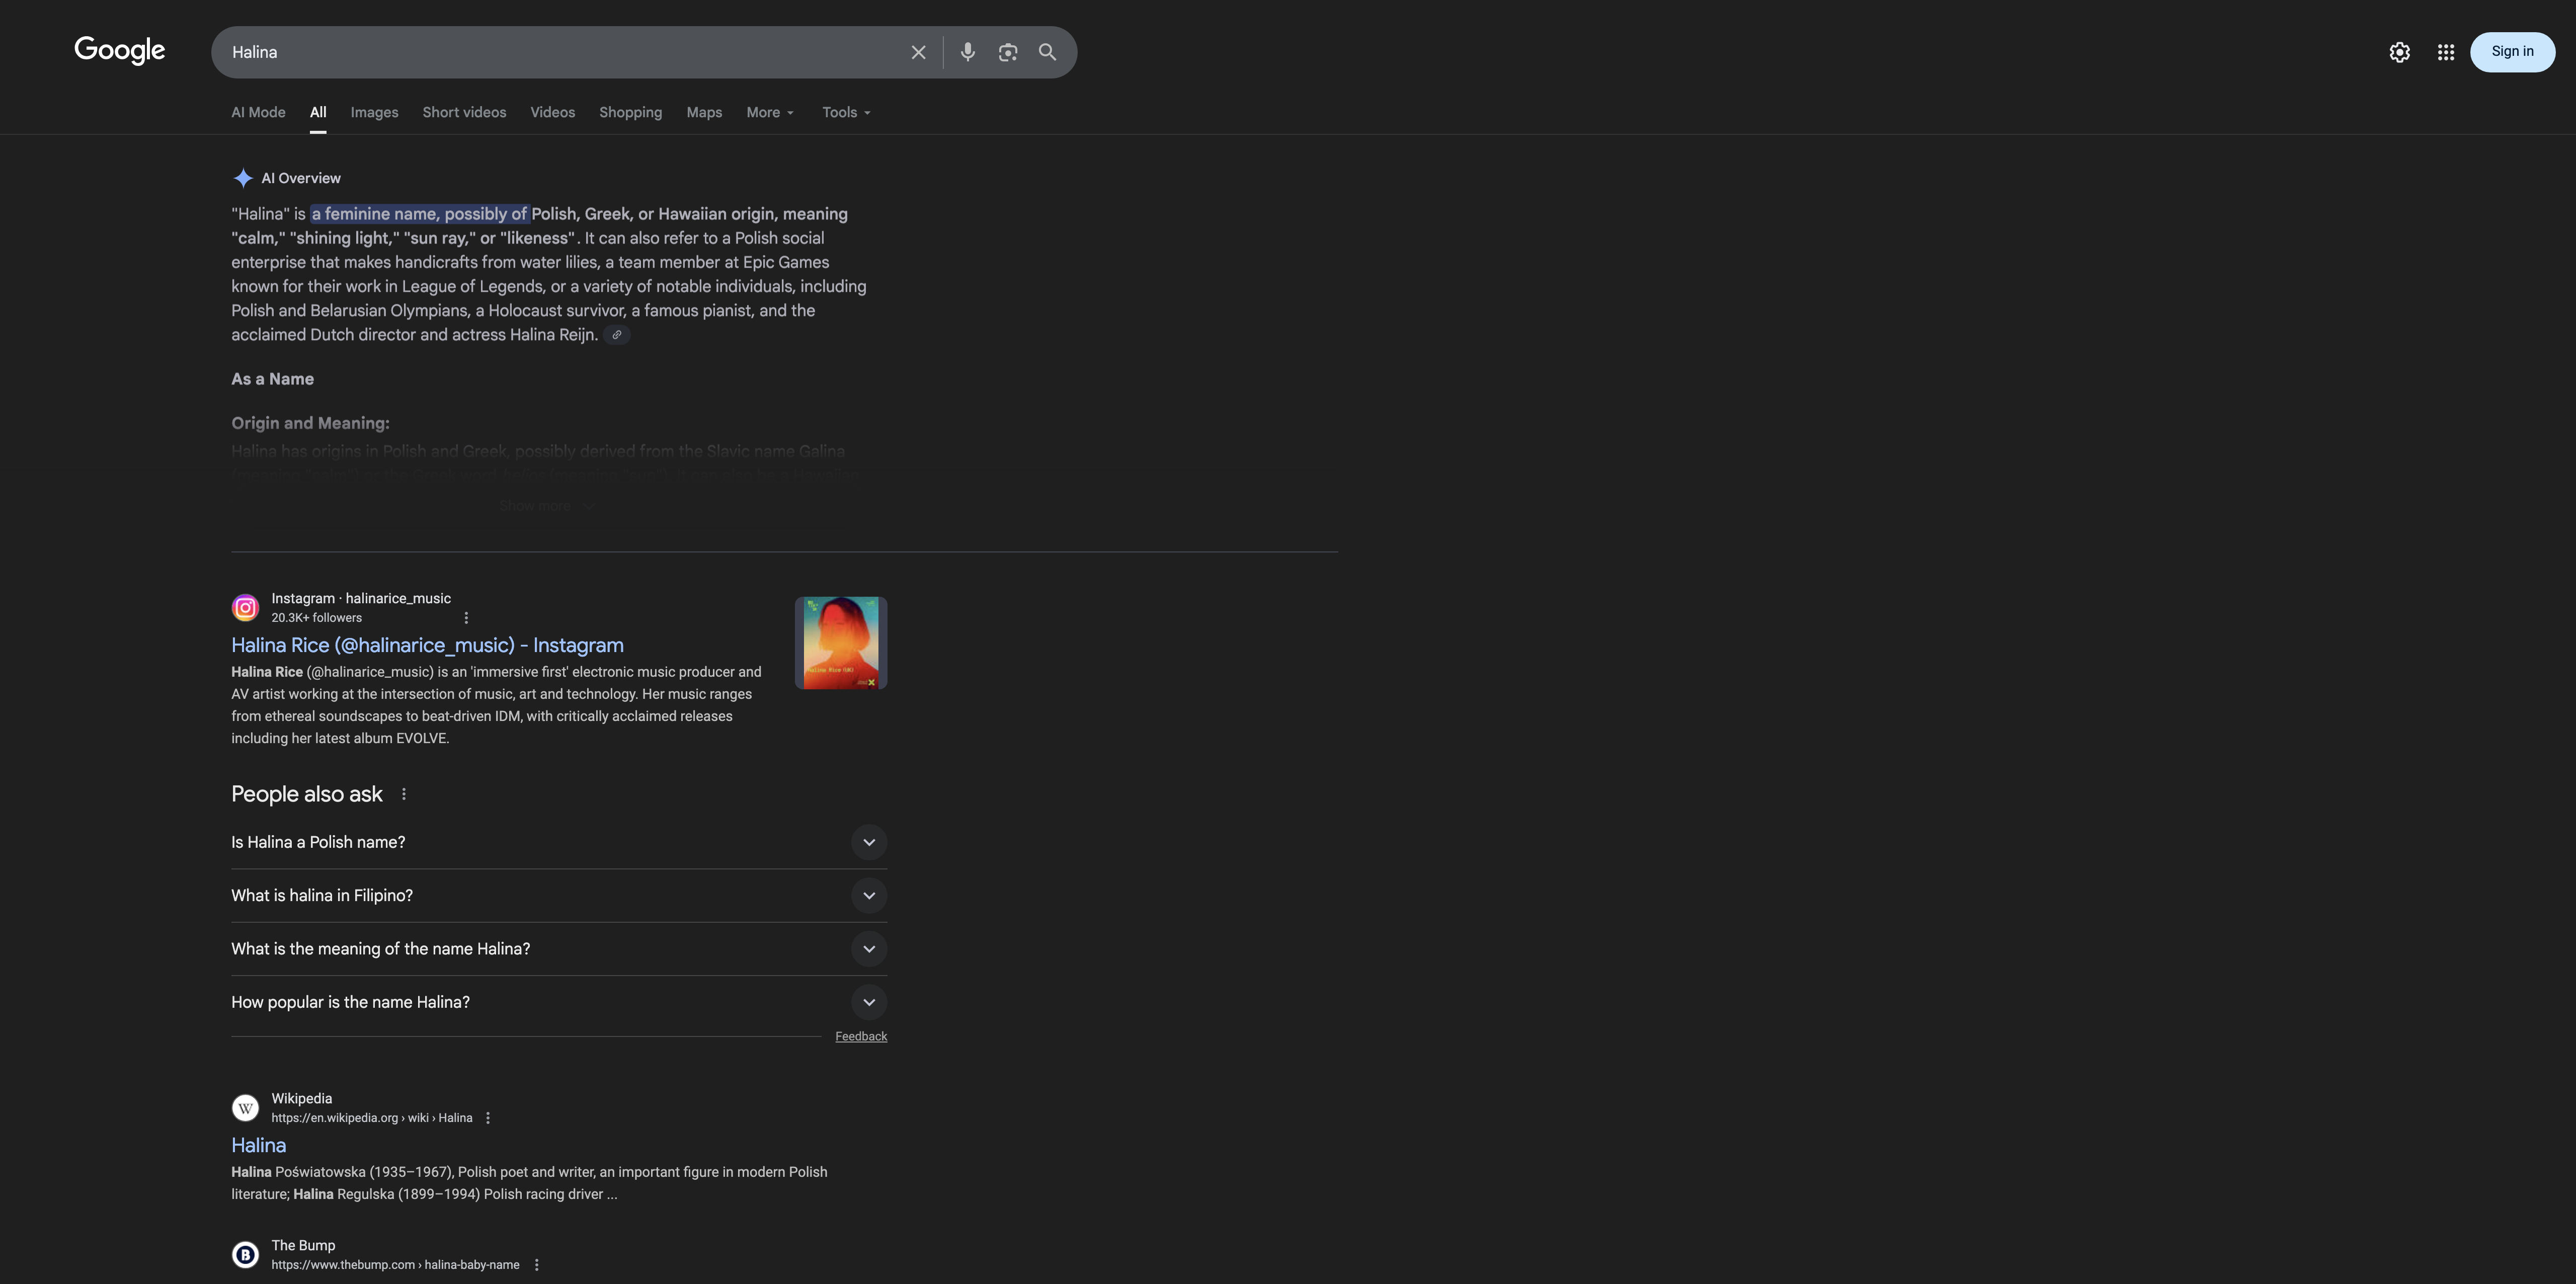 Google
Halina
Sign in
AI Mode
All
Images
Short videos
Videos
Shopping
Maps
More
Tools
AI Overview
"Halina" is a feminine name, possibly of Polish, Greek, or Hawaiian origin, meaning
"calm," "shining light," "sun ray," or "likeness". It can also refer to a Polish social
enterprise that makes handicrafts from water lilies, a team member at Epic Games
known for their work in League of Legends, or a variety of notable individuals, including
Polish and Belarusian Olympians, a Holocaust survivor, a famous pianist, and the
acclaimed Dutch director and actress Halina Reijn.
As a Name
Origin and Meaning:
Halina has origins in Polish and Greek, possibly derived from the Slavic name Galina
Show more
Instagram · halinarice_music
20.3K+ followers
Halina Rice (@halinarice_music) - Instagram
Halina Rice (@halinarice_music) is an 'immersive first' electronic music producer and
AV artist working at the intersection of music, art and technology. Her music ranges
from ethereal soundscapes to beat-driven IDM, with critically acclaimed releases
including her latest album EVOLVE.
Halina Rice (UK)
People also ask
Is Halina a Polish name?
What is halina in Filipino?
What is the meaning of the name Halina?
How popular is the name Halina?
Feedback
W
Wikipedia
https://en.wikipedia.org › wiki › Halina
Halina
Halina Poświatowska (1935–1967), Polish poet and writer, an important figure in modern Polish
literature; Halina Regulska (1899–1994) Polish racing driver ...
B
The Bump
https://www.thebump.com › halina-baby-name